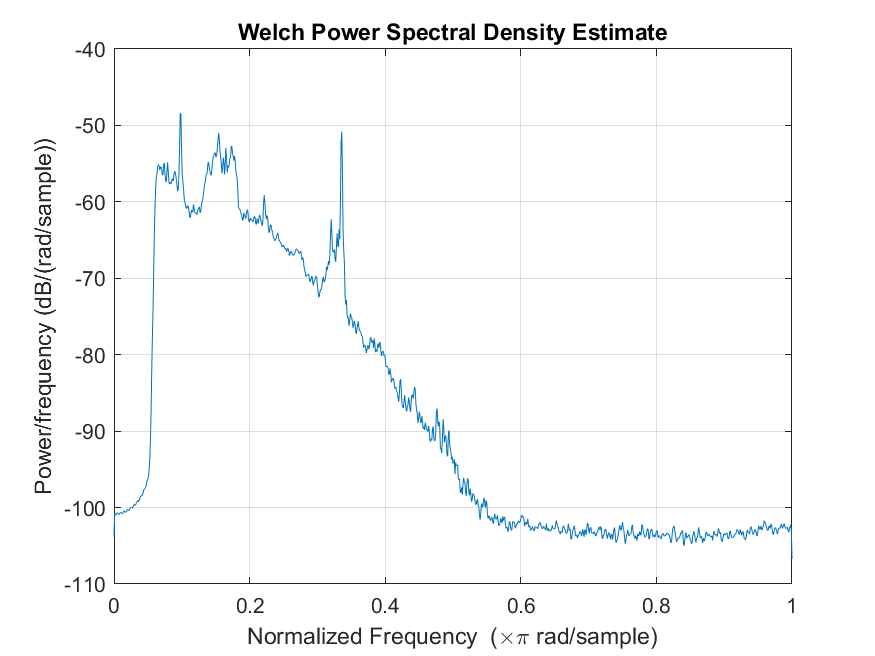 Welch Power Spectral Density Estimate
-40
-50
-60
-70
-80
-90
-100
-110
Power/frequency (dB/(rad/sample))
0 0.2 0.4 0.6 0.8 1
Normalized Frequency (×π rad/sample)